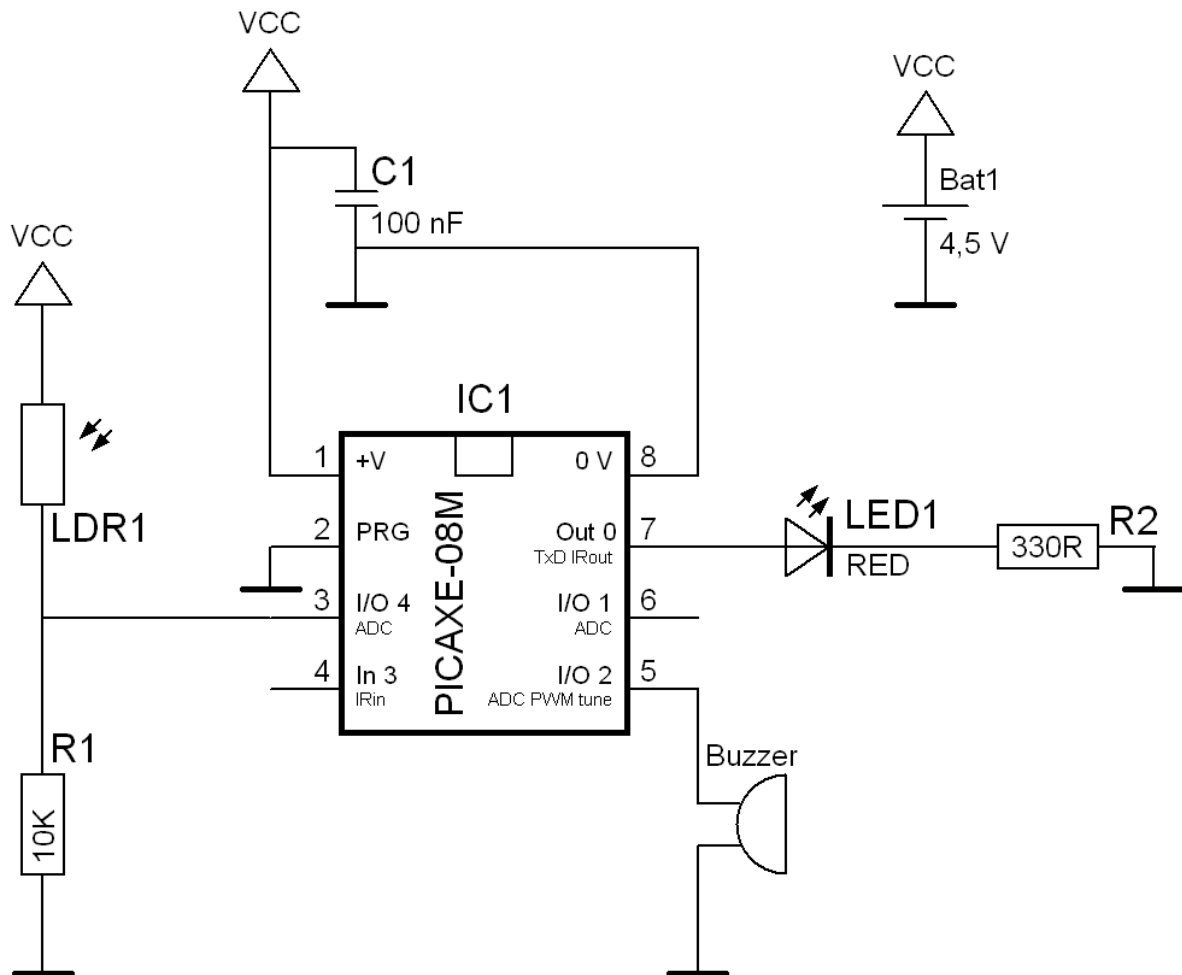 VCC
VCC
C1
Bat1
100 nF
4,5 V
VCC
IC1
1
+V
0 V
8
LDR1
2
PRG
PICAXE-08M
Out 0
TxD IRout
7
LED1
RED
330R
R2
3
I/O 4
ADC
I/O 1
ADC
6
4
In 3
IRin
I/O 2
ADC PWM tune
5
R1
10K
Buzzer